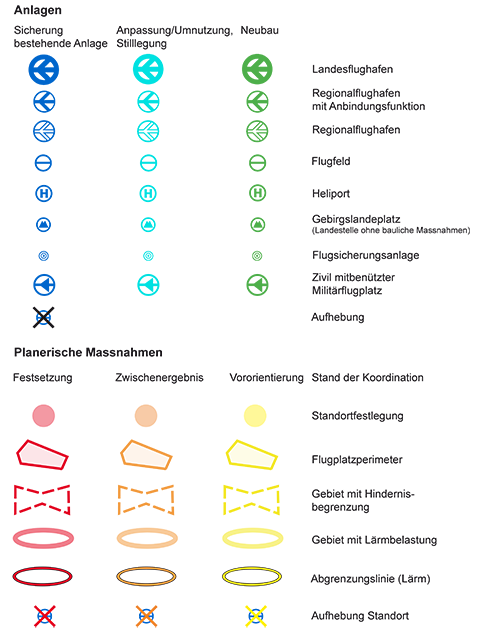 Anlagen
Sicherung
bestehende Anlage
Anpassung/Umnutzung,
Stilllegung
Neubau
Landesflughafen
Regionalflughafen
mit Anbindungsfunktion
Regionalflughafen
Flugfeld
H H H Heliport
Gebirgslandeplatz
(Landestelle ohne bauliche Massnahmen)
Flugsicherungsanlage
Zivil mitbenützter
Militärflugplatz
Aufhebung
Planerische Massnahmen
Festsetzung Zwischenergebnis Vororientierung Stand der Koordination
Standortfestlegung
Flugplatzperimeter
Gebiet mit Hindernis-
begrenzung
Gebiet mit Lärmbelastung
Abgrenzungslinie (Lärm)
Aufhebung Standort